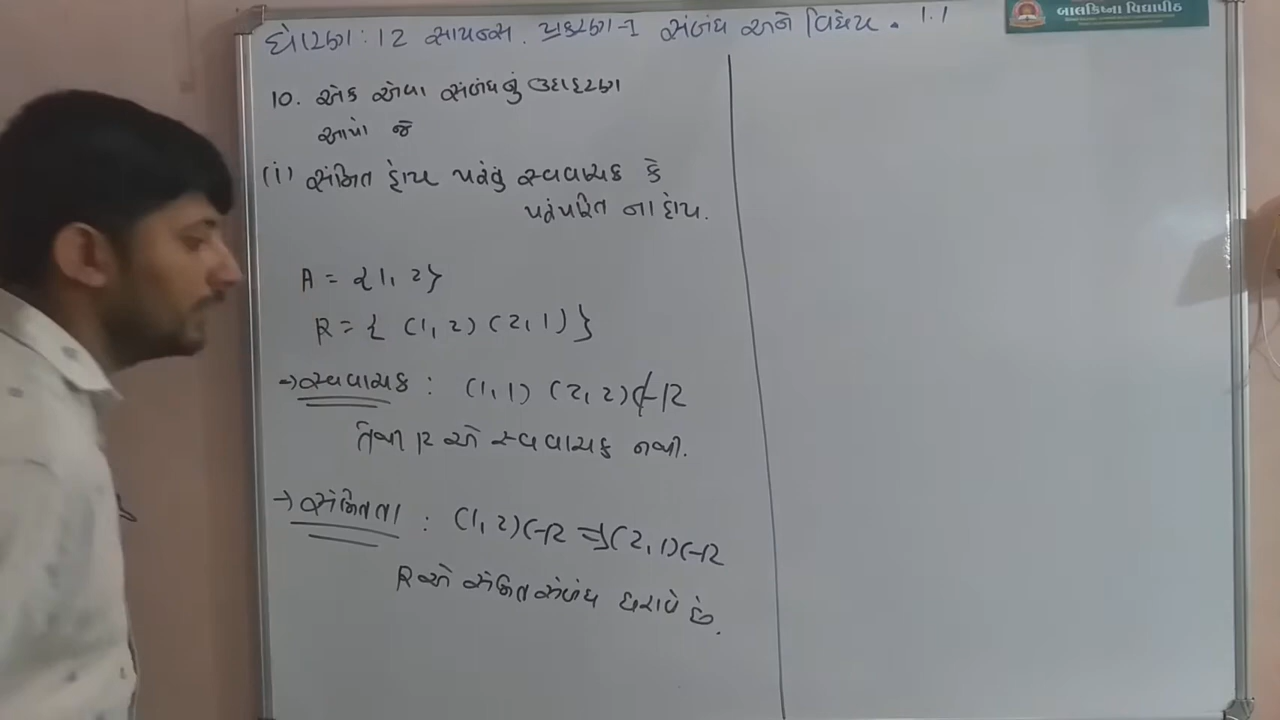 ધોરણ : 12 સાયન્સ. પ્રકરણ-1 સંબંધ અને વિધેય. 1.1
બાલક્રિષ્ના વિદ્યાપીઠ
10. એક એવા સંબંધનું ઉદાહરણ
આપો જે
(i) સંમિત હોય પરંતુ સ્વવાચક કે
પરંપરિત ના હોય.
A = {1, 2}
R = { (1, 2) (2, 1) }
→ સ્વવાચક : (1, 1) (2, 2) ∉ R
તેથી R એ સ્વવાચક નથી.
→ સંમિતતા : (1, 2) ∈ R ⇒ (2, 1) ∈ R
R એ સંમિત સંબંધ ધરાવે છે.